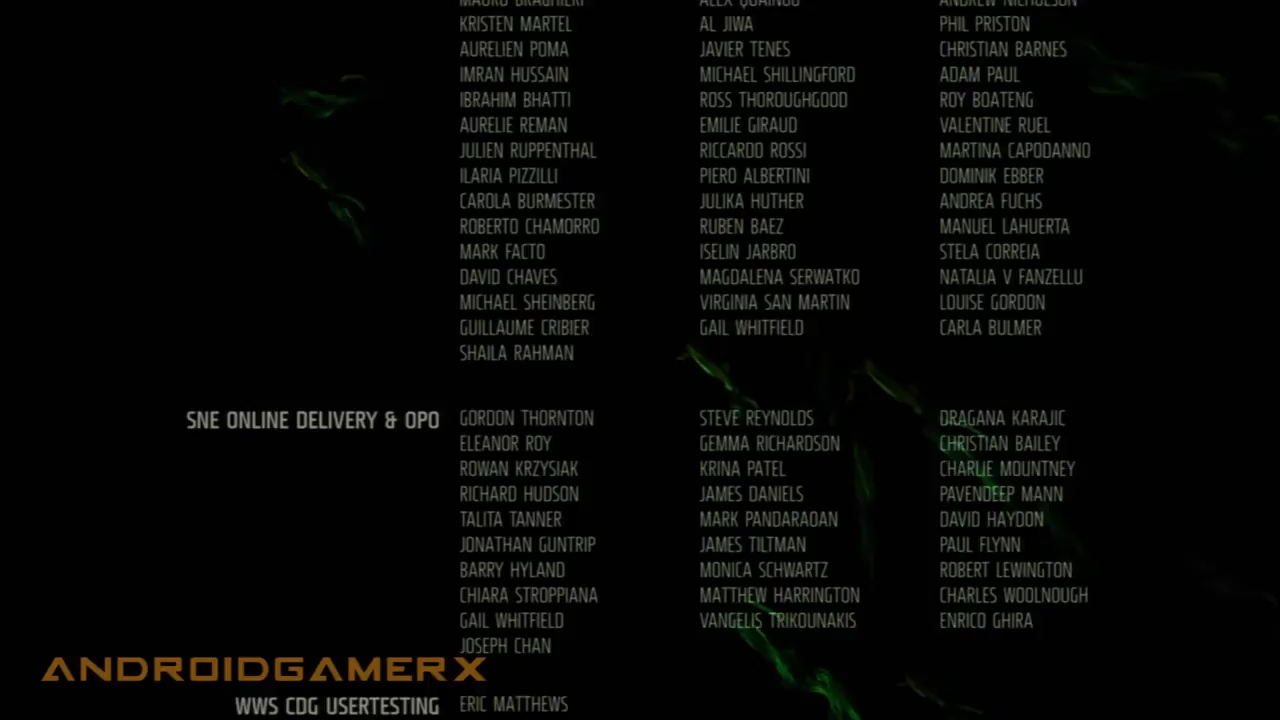 MAURO BRAGHIERI ALEX QUAINOO ANDREW NICHOLSON
KRISTEN MARTEL AL JIWA PHIL PRISTON
AURELIEN POMA JAVIER TENES CHRISTIAN BARNES
IMRAN HUSSAIN MICHAEL SHILLINGFORD ADAM PAUL
IBRAHIM BHATTI ROSS THOROUGHGOOD ROY BOATENG
AURELIE REMAN EMILIE GIRAUD VALENTINE RUEL
JULIEN RUPPENTHAL RICCARDO ROSSI MARTINA CAPODANNO
ILARIA PIZZILLI PIERO ALBERTINI DOMINIK EBBER
CAROLA BURMESTER JULIKA HUTHER ANDREA FUCHS
ROBERTO CHAMORRO RUBEN BAEZ MANUEL LAHUERTA
MARK FACTO ISELIN JARBRO STELA CORREIA
DAVID CHAVES MAGDALENA SERWATKO NATALIA V FANZELLU
MICHAEL SHEINBERG VIRGINIA SAN MARTIN LOUISE GORDON
GUILLAUME CRIBIER GAIL WHITFIELD CARLA BULMER
SHAILA RAHMAN
SNE ONLINE DELIVERY & OPO GORDON THORNTON STEVE REYNOLDS DRAGANA KARAJIC
ELEANOR ROY GEMMA RICHARDSON CHRISTIAN BAILEY
ROWAN KRZYSIAK KRINA PATEL CHARLIE MOUNTNEY
RICHARD HUDSON JAMES DANIELS PAVENDEEP MANN
TALITA TANNER MARK PANDARAOAN DAVID HAYDON
JONATHAN GUNTRIP JAMES TILTMAN PAUL FLYNN
BARRY HYLAND MONICA SCHWARTZ ROBERT LEWINGTON
CHIARA STROPPIANA MATTHEW HARRINGTON CHARLES WOOLNOUGH
GAIL WHITFIELD VANGELIS TRIKOUNAKIS ENRICO GHIRA
JOSEPH CHAN
ANDROIDGAMERX
WWS CDG USERTESTING ERIC MATTHEWS